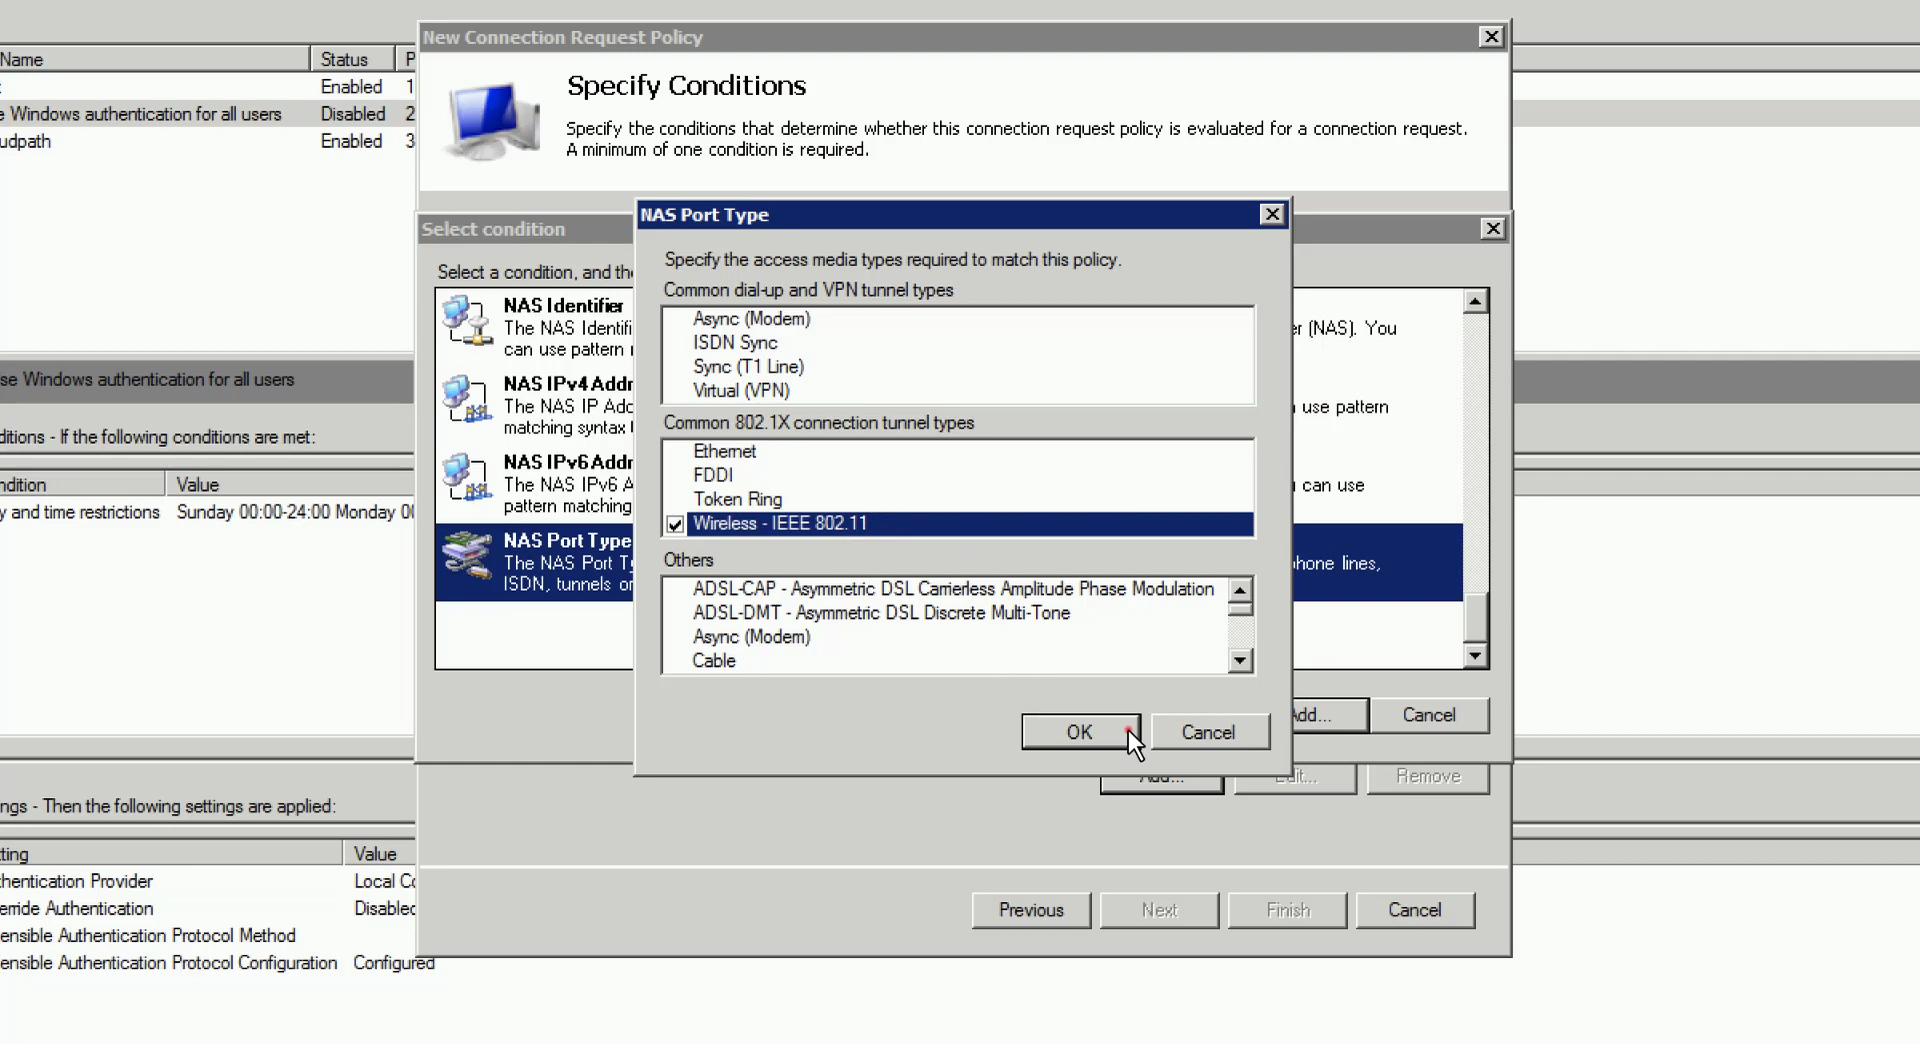 New Connection Request Policy
Name
Status
Enabled 1
Specify Conditions
e Windows authentication for all users Disabled 2
Specify the conditions that determine whether this connection request policy is evaluated for a connection request.
A minimum of one condition is required.
udpath Enabled 3
Select condition
NAS Port Type
Select a condition, and the
Specify the access media types required to match this policy.
Common dial-up and VPN tunnel types
Async (Modem)
ISDN Sync
Sync (T1 Line)
Virtual (VPN)
Common 802.1X connection tunnel types
Ethernet
FDDI
Token Ring
Wireless - IEEE 802.11
Others
ADSL-CAP - Asymmetric DSL Carrierless Amplitude Phase Modulation
ADSL-DMT - Asymmetric DSL Discrete Multi-Tone
Async (Modem)
Cable
OK Cancel
NAS Identifier
The NAS Identifi er (NAS). You
can use pattern
NAS IPv4 Addr
The NAS IP Add use pattern
matching syntax
NAS IPv6 Addr
The NAS IPv6 A can use
pattern matching
NAS Port Type
The NAS Port Ty hone lines,
ISDN, tunnels or
Add... Cancel
Add... Edit... Remove
Previous Next Finish Cancel
se Windows authentication for all users
ditions - If the following conditions are met:
ndition Value
y and time restrictions Sunday 00:00-24:00 Monday 00
ngs - Then the following settings are applied:
ting Value
thentication Provider Local Co
erride Authentication Disabled
ensible Authentication Protocol Method
ensible Authentication Protocol Configuration Configured